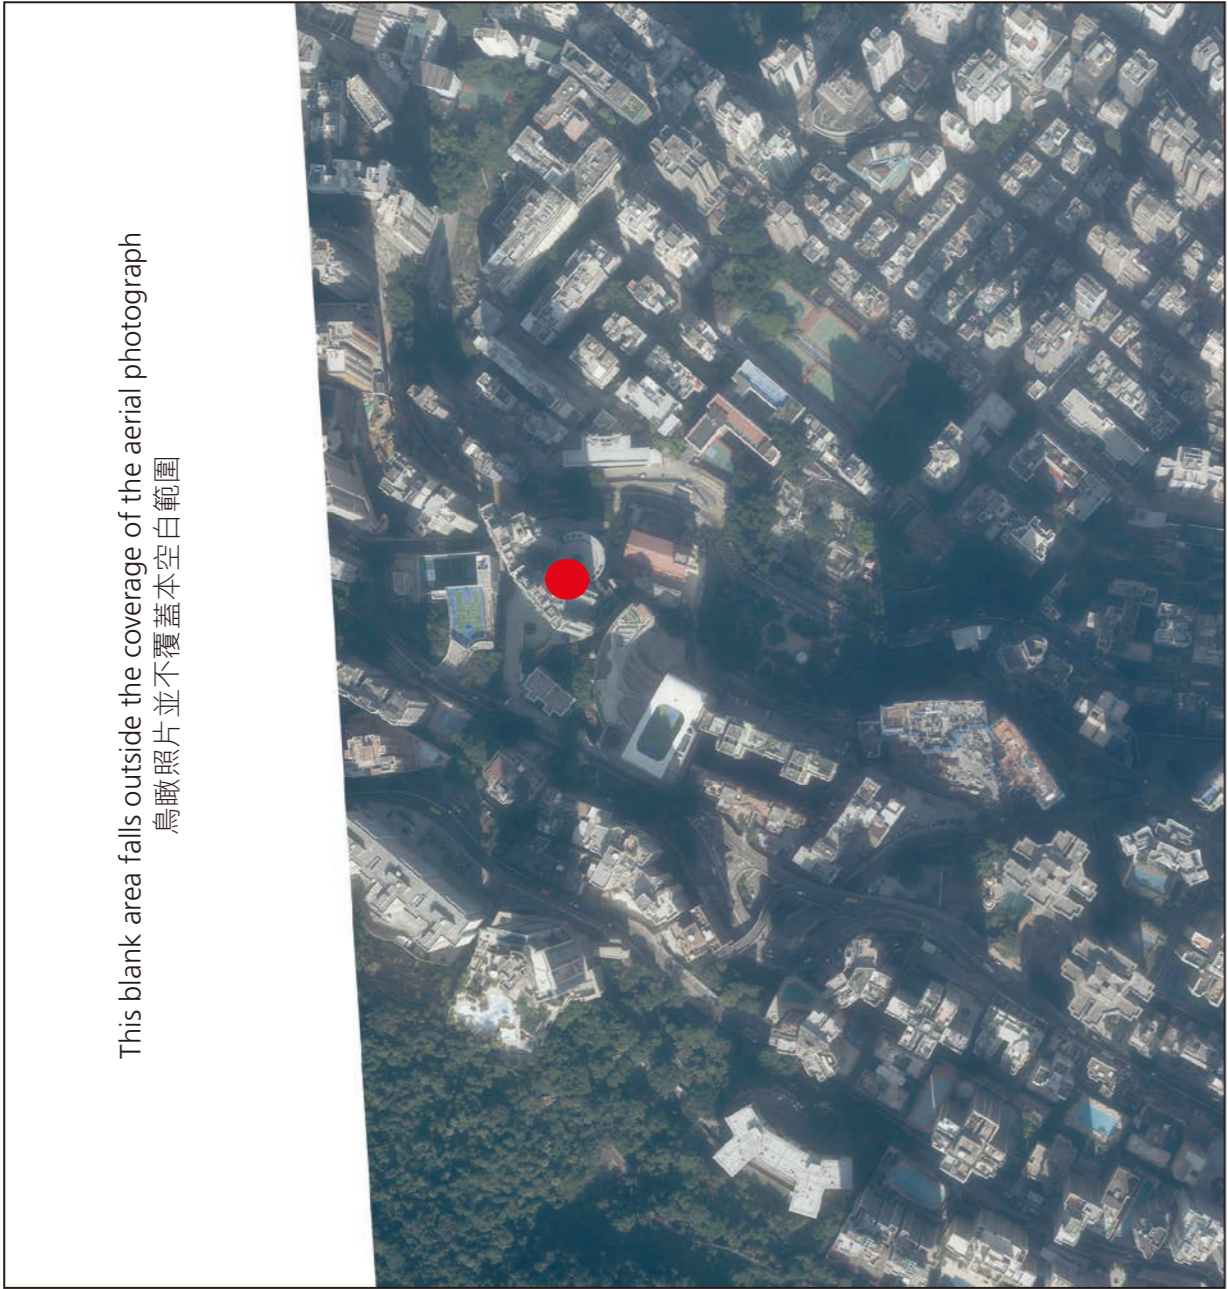 This blank area falls outside the coverage of the aerial photograph
鳥瞰照片並不覆蓋本空白範圍